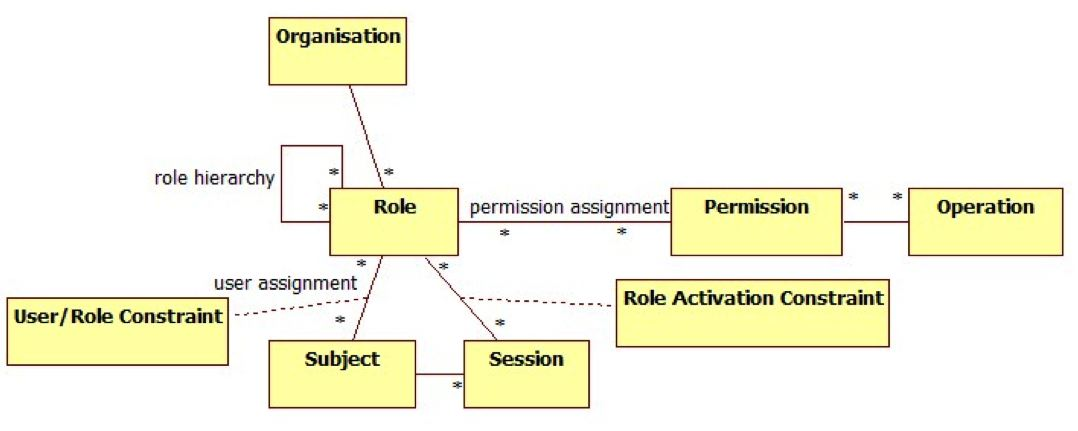 Organisation
role hierarchy
*
*
*
Role
permission assignment
*
*
Permission
*
*
Operation
*
*
user assignment
User/Role Constraint
Role Activation Constraint
*
*
Subject
Session
*